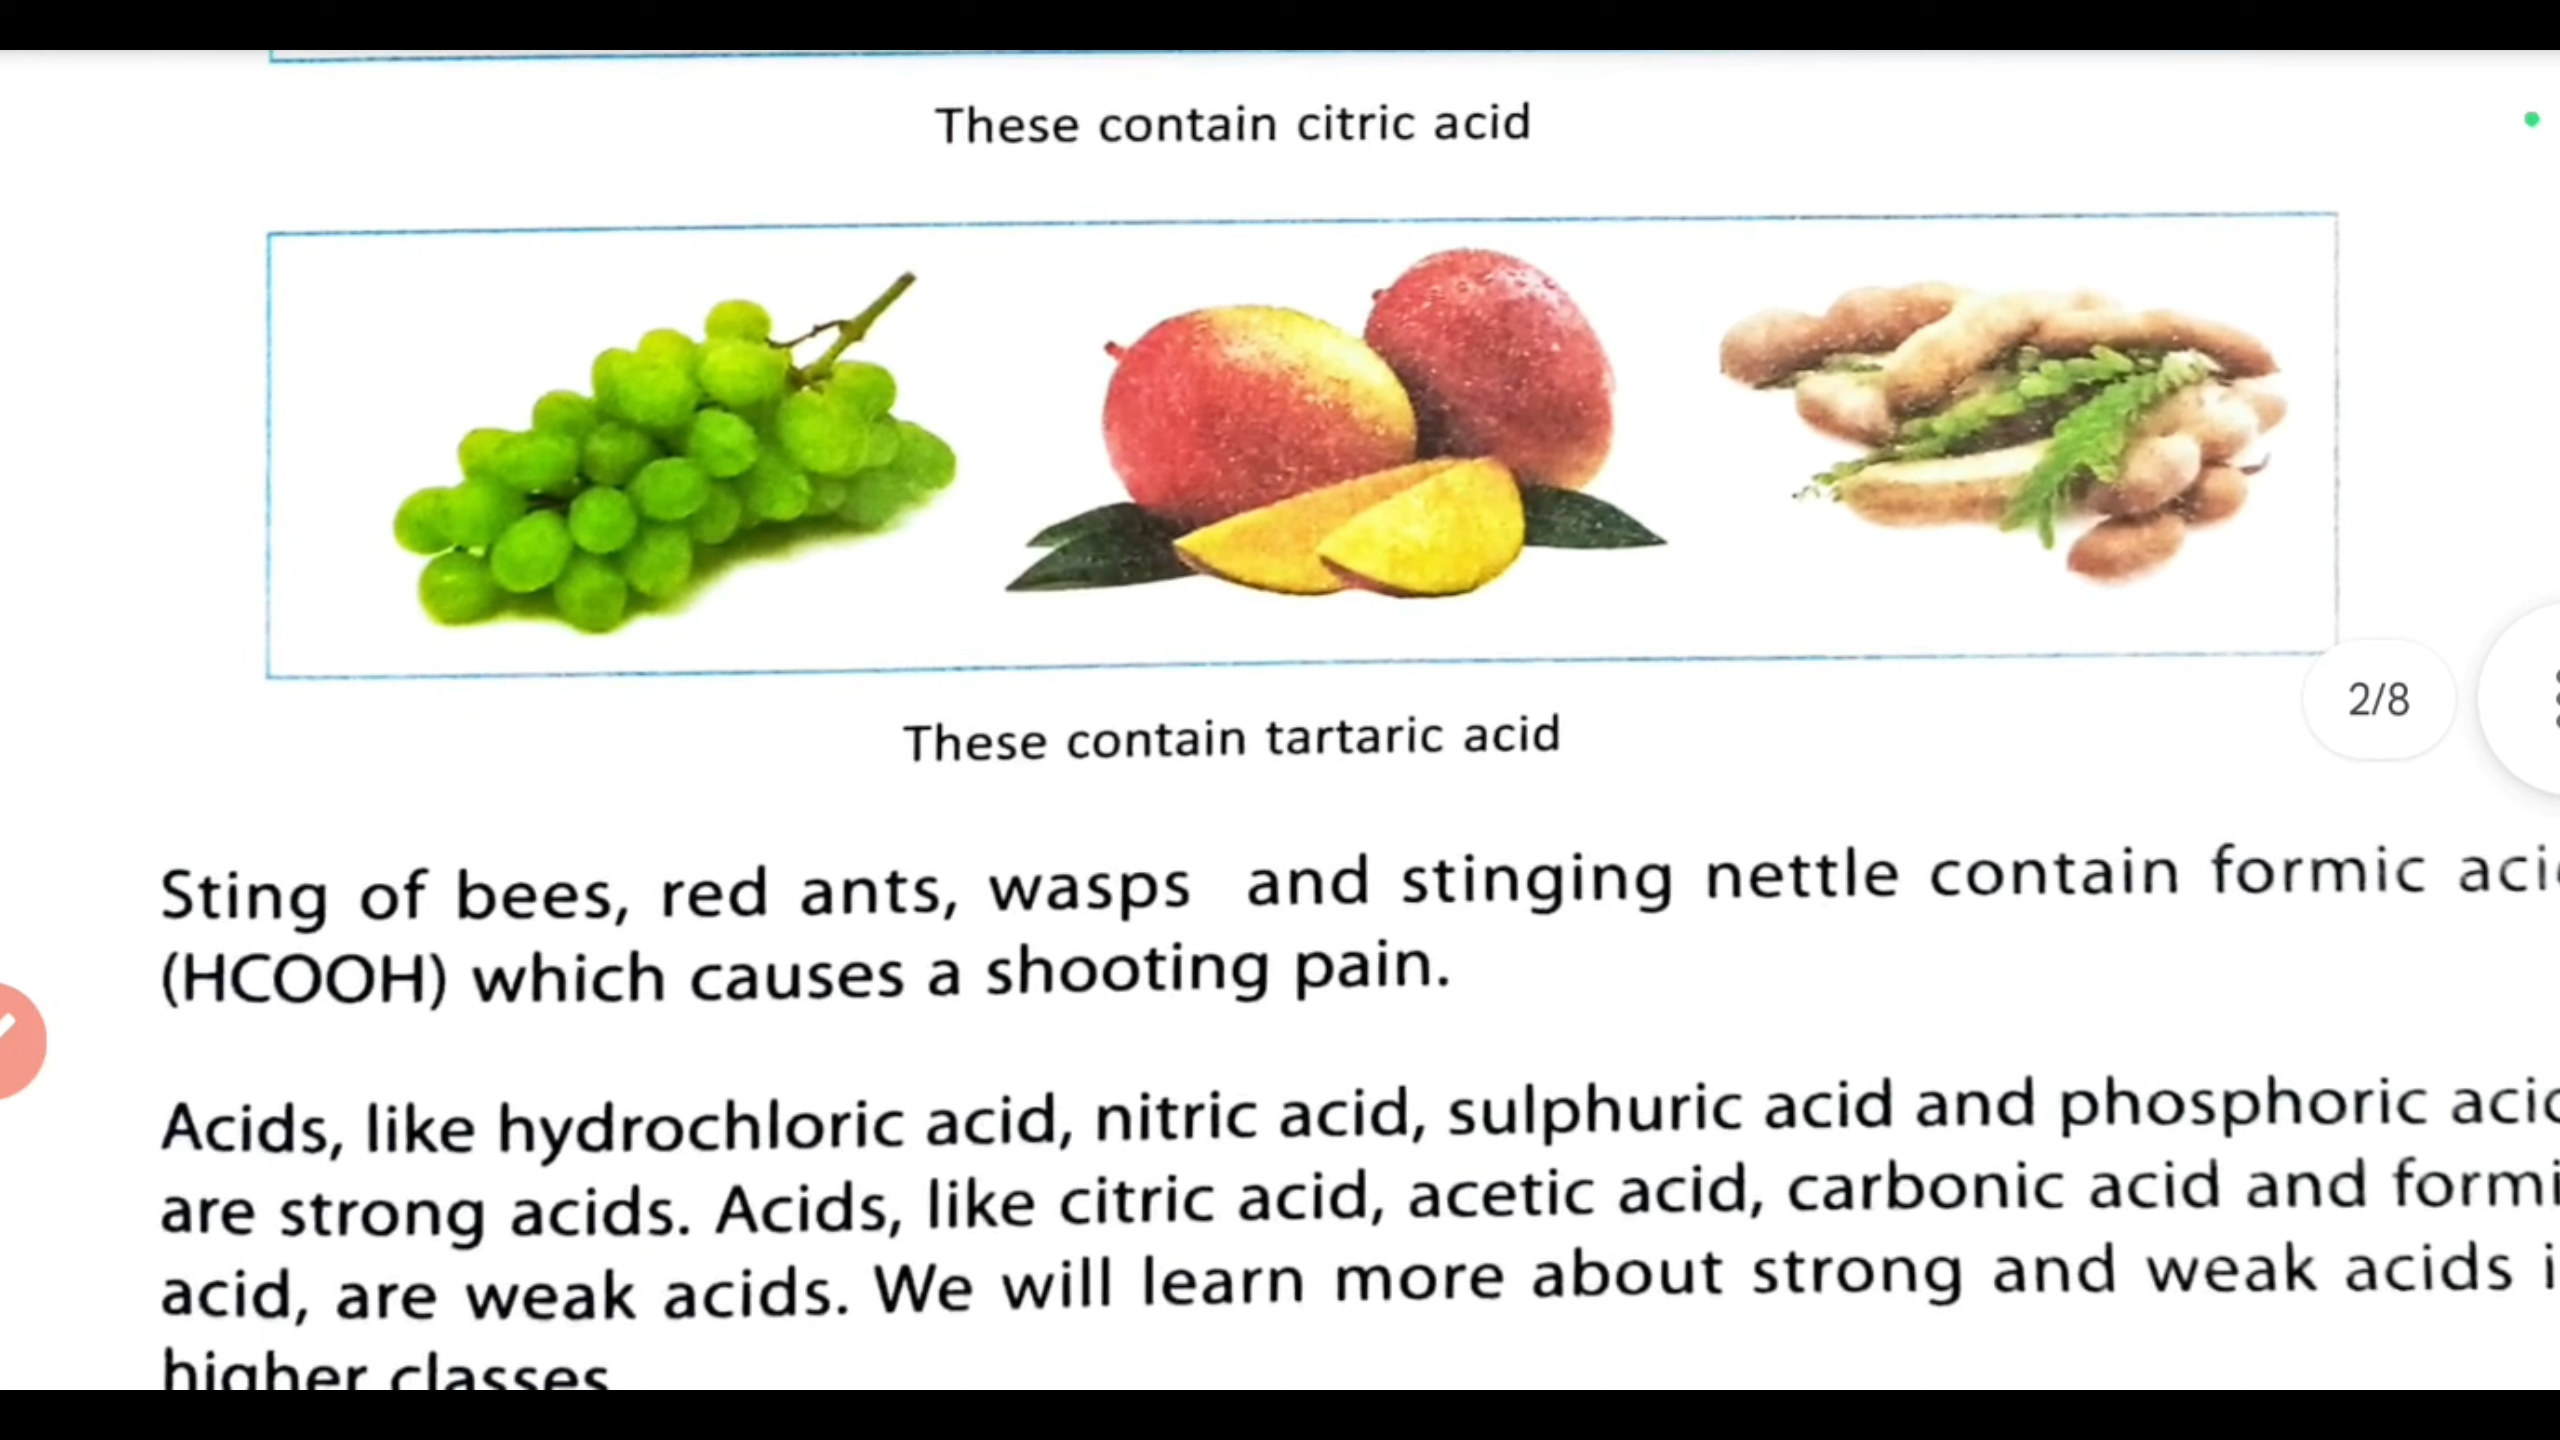 These contain citric acid
These contain tartaric acid
2/8
Sting of bees, red ants, wasps and stinging nettle contain formic aci
(HCOOH) which causes a shooting pain.
Acids, like hydrochloric acid, nitric acid, sulphuric acid and phosphoric acid
are strong acids. Acids, like citric acid, acetic acid, carbonic acid and formi
acid, are weak acids. We will learn more about strong and weak acids i
higher classes